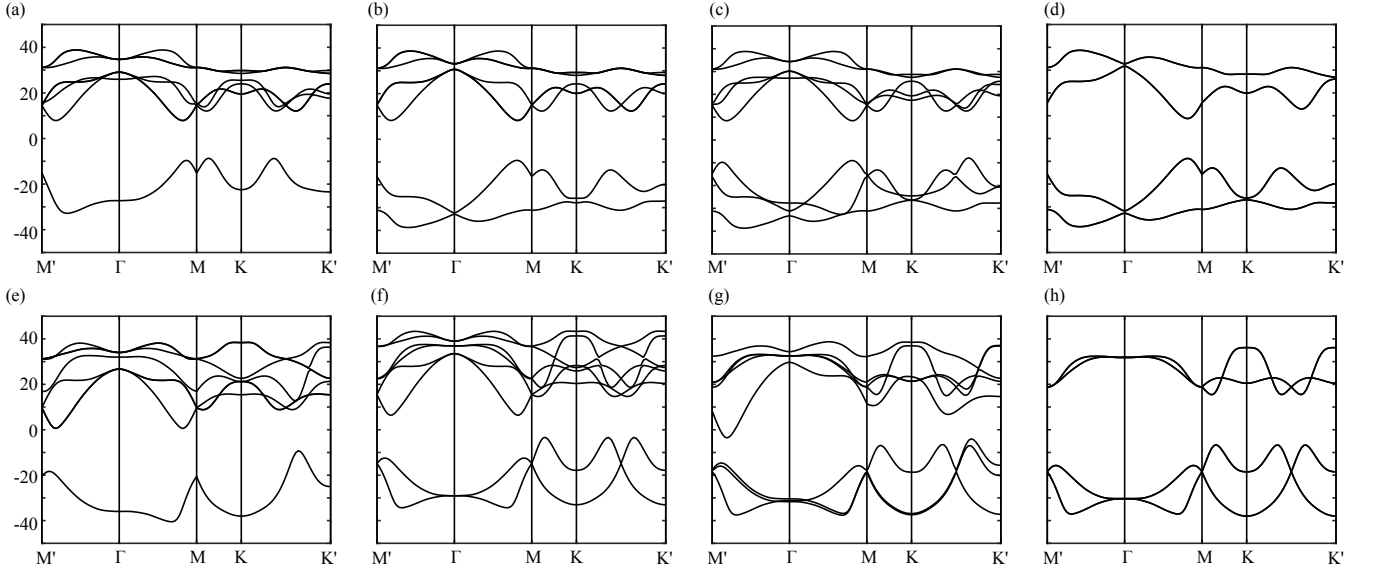 (a) (b) (c) (d)
40
20
0
-20
-40
M' Γ M K K' M' Γ M K K' M' Γ M K K' M' Γ M K K'
(e) (f) (g) (h)
40
20
0
-20
-40
M' Γ M K K' M' Γ M K K' M' Γ M K K' M' Γ M K K'